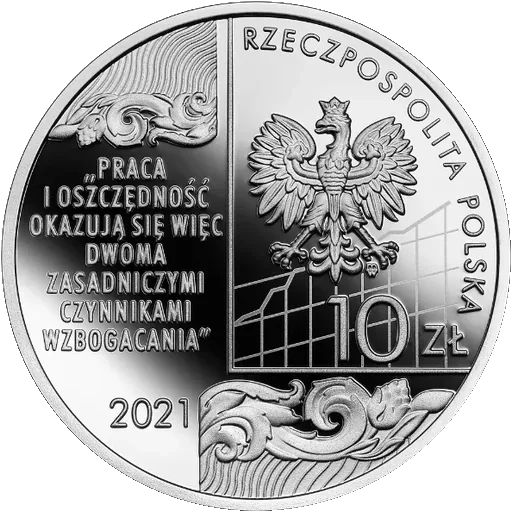 RZECZPOSPOLITA POLSKA
„PRACA
I OSZCZĘDNOŚĆ
OKAZUJĄ SIĘ WIĘC
DWOMA
ZASADNICZYMI
CZYNNIKAMI
WZBOGACANIA”
10 ZŁ
2021